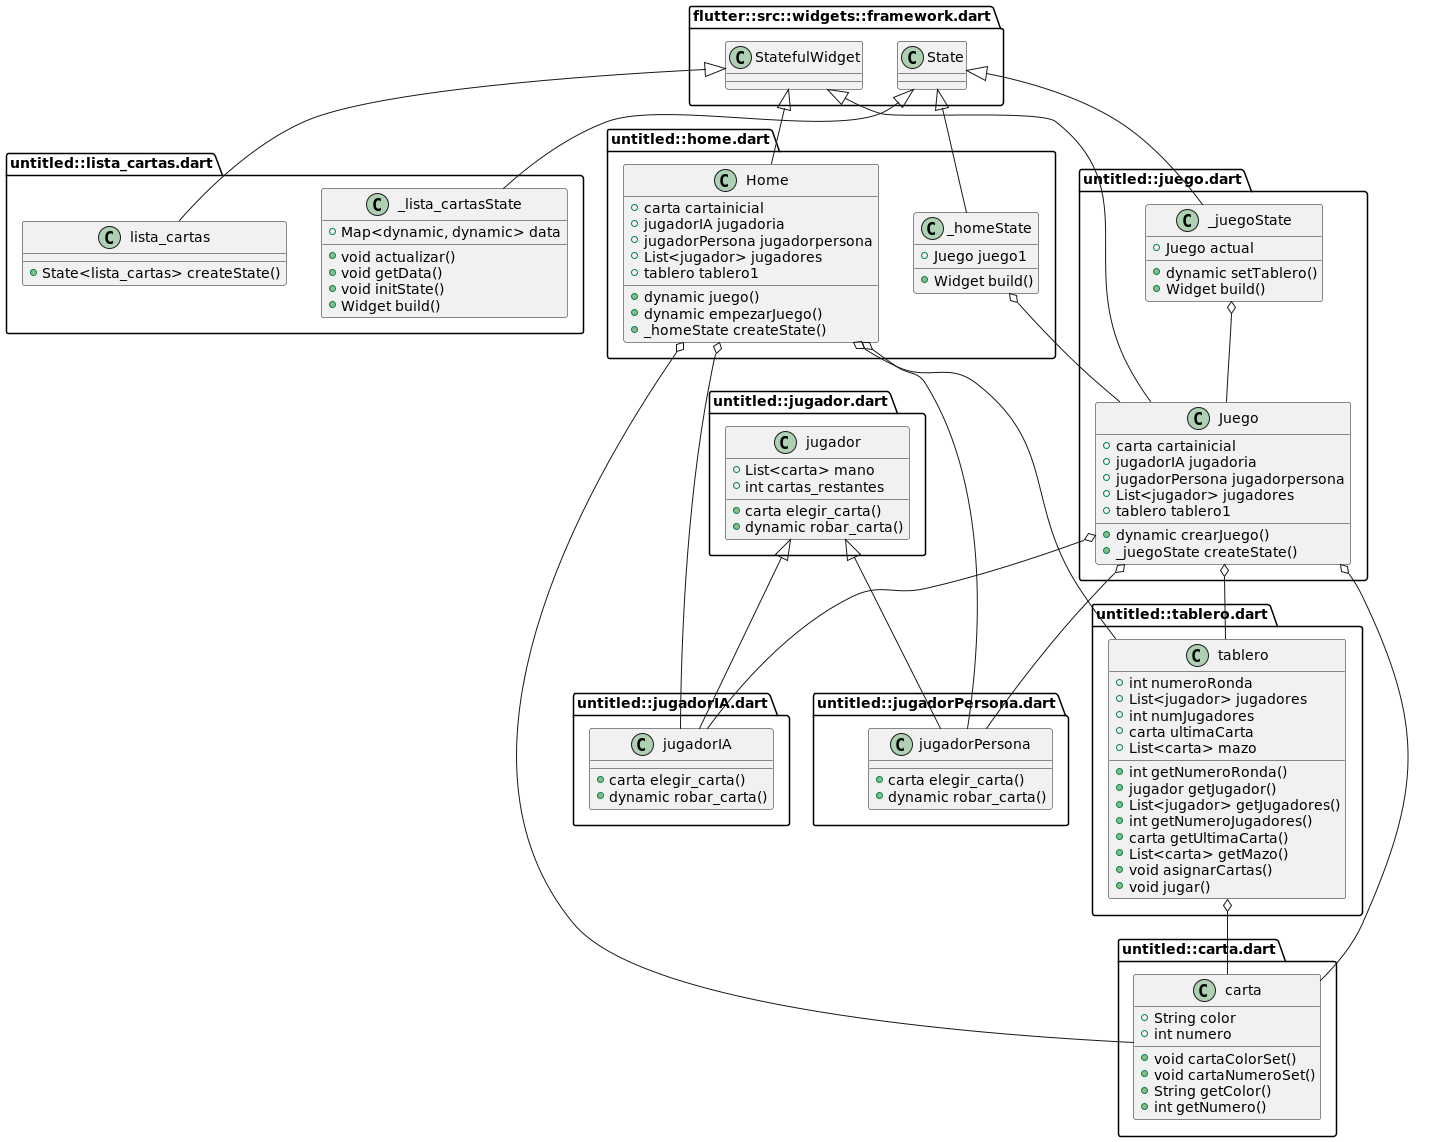 flutter::src::widgets::framework.dart
C StatefulWidget
C State
untitled::lista_cartas.dart
C lista_cartas
State<lista_cartas> createState()
C _lista_cartasState
Map<dynamic, dynamic> data
void actualizar()
void getData()
void initState()
Widget build()
untitled::home.dart
C Home
carta cartainicial
jugadorIA jugadoria
jugadorPersona jugadorpersona
List<jugador> jugadores
tablero tablero1
dynamic juego()
dynamic empezarJuego()
_homeState createState()
C _homeState
Juego juego1
Widget build()
untitled::juego.dart
C _juegoState
Juego actual
dynamic setTablero()
Widget build()
C Juego
carta cartainicial
jugadorIA jugadoria
jugadorPersona jugadorpersona
List<jugador> jugadores
tablero tablero1
dynamic crearJuego()
_juegoState createState()
untitled::jugador.dart
C jugador
List<carta> mano
int cartas_restantes
carta elegir_carta()
dynamic robar_carta()
untitled::jugadorIA.dart
C jugadorIA
carta elegir_carta()
dynamic robar_carta()
untitled::jugadorPersona.dart
C jugadorPersona
carta elegir_carta()
dynamic robar_carta()
untitled::tablero.dart
C tablero
int numeroRonda
List<jugador> jugadores
int numJugadores
carta ultimaCarta
List<carta> mazo
int getNumeroRonda()
jugador getJugador()
List<jugador> getJugadores()
int getNumeroJugadores()
carta getUltimaCarta()
List<carta> getMazo()
void asignarCartas()
void jugar()
untitled::carta.dart
C carta
String color
int numero
void cartaColorSet()
void cartaNumeroSet()
String getColor()
int getNumero()